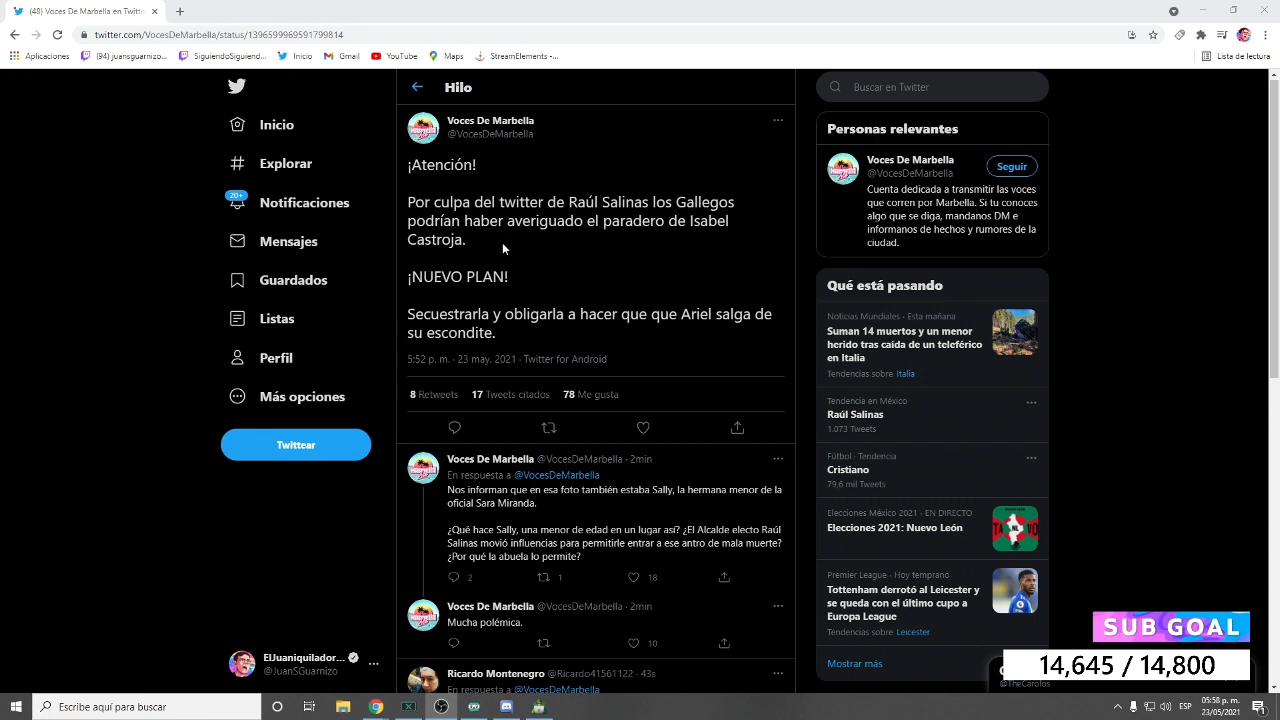 (48) Voces De Marbella en Twitte
twitter.com/VocesDeMarbella/status/1396599969591799814
Aplicaciones
(4) juansguarnizo...
SiguiendoSiguiend...
Inicio
Gmail
YouTube
Maps
StreamElements -...
Lista de lectura
Inicio
Explorar
20+
Notificaciones
Mensajes
Guardados
Listas
Perfil
Más opciones
Twittear
ElJuaniquilador...
@JuanSGuarnizo
Hilo
Voces De Marbella
@VocesDeMarbella
¡Atención!
Por culpa del twitter de Raúl Salinas los Gallegos
podrían haber averiguado el paradero de Isabel
Castroja.
¡NUEVO PLAN!
Secuestrarla y obligarla a hacer que que Ariel salga de
su escondite.
5:52 p. m. · 23 may. 2021 · Twitter for Android
8 Retweets 17 Tweets citados 78 Me gusta
Voces De Marbella @VocesDeMarbella · 2min
En respuesta a @VocesDeMarbella
Nos informan que en esa foto también estaba Sally, la hermana menor de la
oficial Sara Miranda.
¿Qué hace Sally, una menor de edad en un lugar así? ¿El Alcalde electo Raúl
Salinas movió influencias para permitirle entrar a ese antro de mala muerte?
¿Por qué la abuela lo permite?
2 1 18
Voces De Marbella @VocesDeMarbella · 2min
Mucha polémica.
10
Ricardo Montenegro @Ricardo41561122 · 43s
En respuesta a @VocesDeMarbella
Buscar en Twitter
Personas relevantes
Voces De Marbella
@VocesDeMarbella
Seguir
Cuenta dedicada a transmitir las voces
que corren por Marbella. Si tu conoces
algo que se diga, mandanos DM e
informanos de hechos y rumores de la
ciudad.
Qué está pasando
Noticias Mundiales · Esta mañana
Suman 14 muertos y un menor
herido tras caída de un teleférico
en Italia
Tendencias sobre Italia
Tendencia en México
Raúl Salinas
1.073 Tweets
Fútbol · Tendencia
Cristiano
79,6 mil Tweets
Elecciones México 2021 · EN DIRECTO
Elecciones 2021: Nuevo León
Premier League · Hoy temprano
Tottenham derrotó al Leicester y
se queda con el último cupo a
Europa League
Tendencias sobre Leicester
Mostrar más
SUB GOAL
14,645 / 14,800
@TheCarolos
Escribe aquí para buscar
ESP
05:58 p. m.
23/05/2021